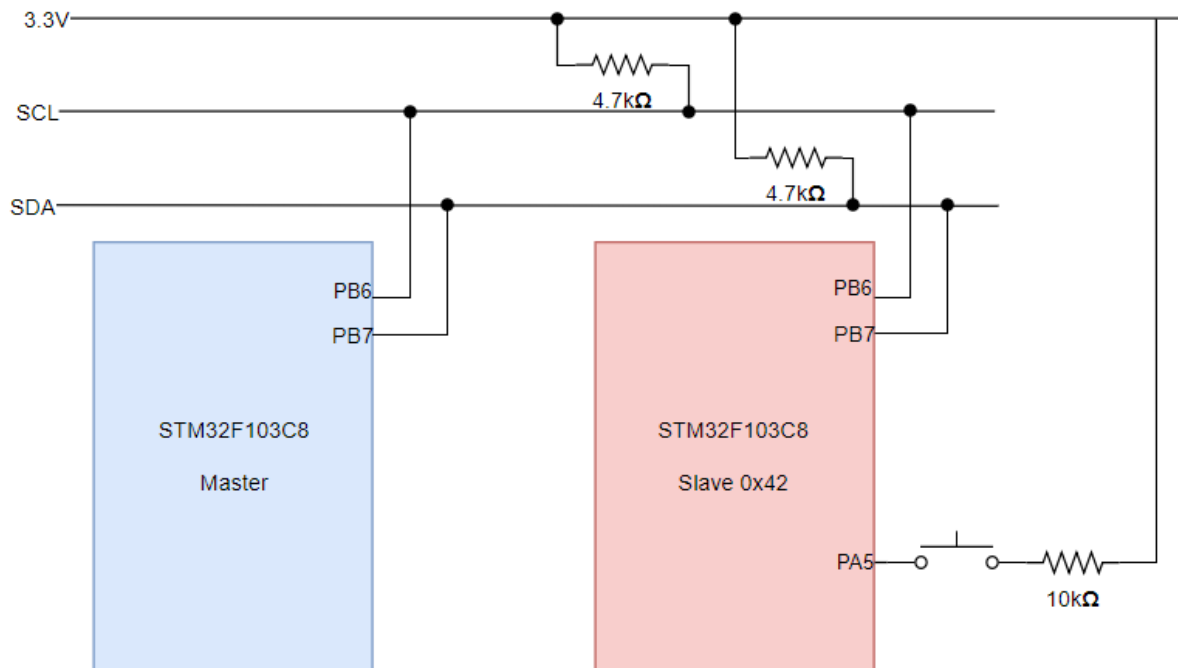 3.3V
4.7kΩ
SCL
4.7kΩ
SDA
PB6
PB7
STM32F103C8
Master
PB6
PB7
STM32F103C8
Slave 0x42
PA5
10kΩ